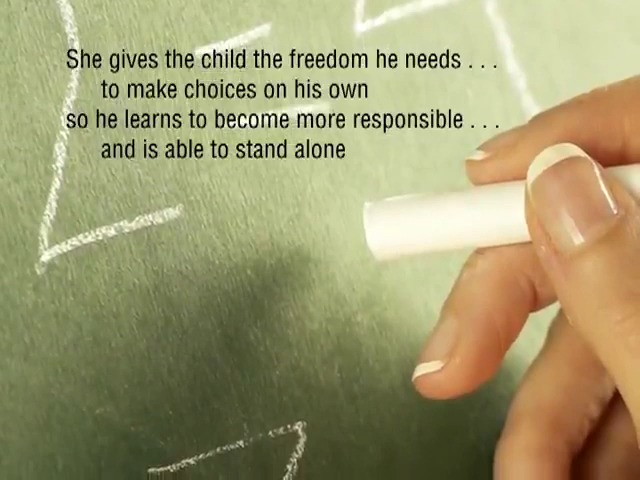 She gives the child the freedom he needs . . .
to make choices on his own
so he learns to become more responsible . . .
and is able to stand alone